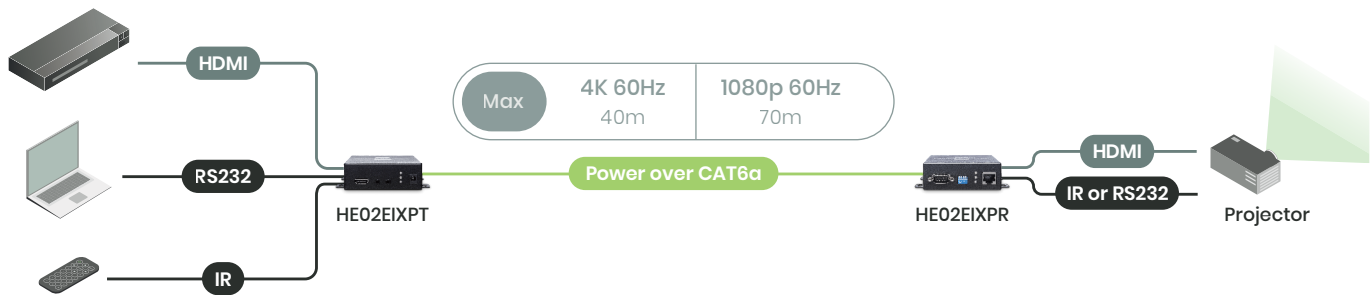 HDMI
RS232
IR
HE02EIXPT
Max
4K 60Hz
40m
1080p 60Hz
70m
Power over CAT6a
HE02EIXPR
HDMI
IR or RS232
Projector